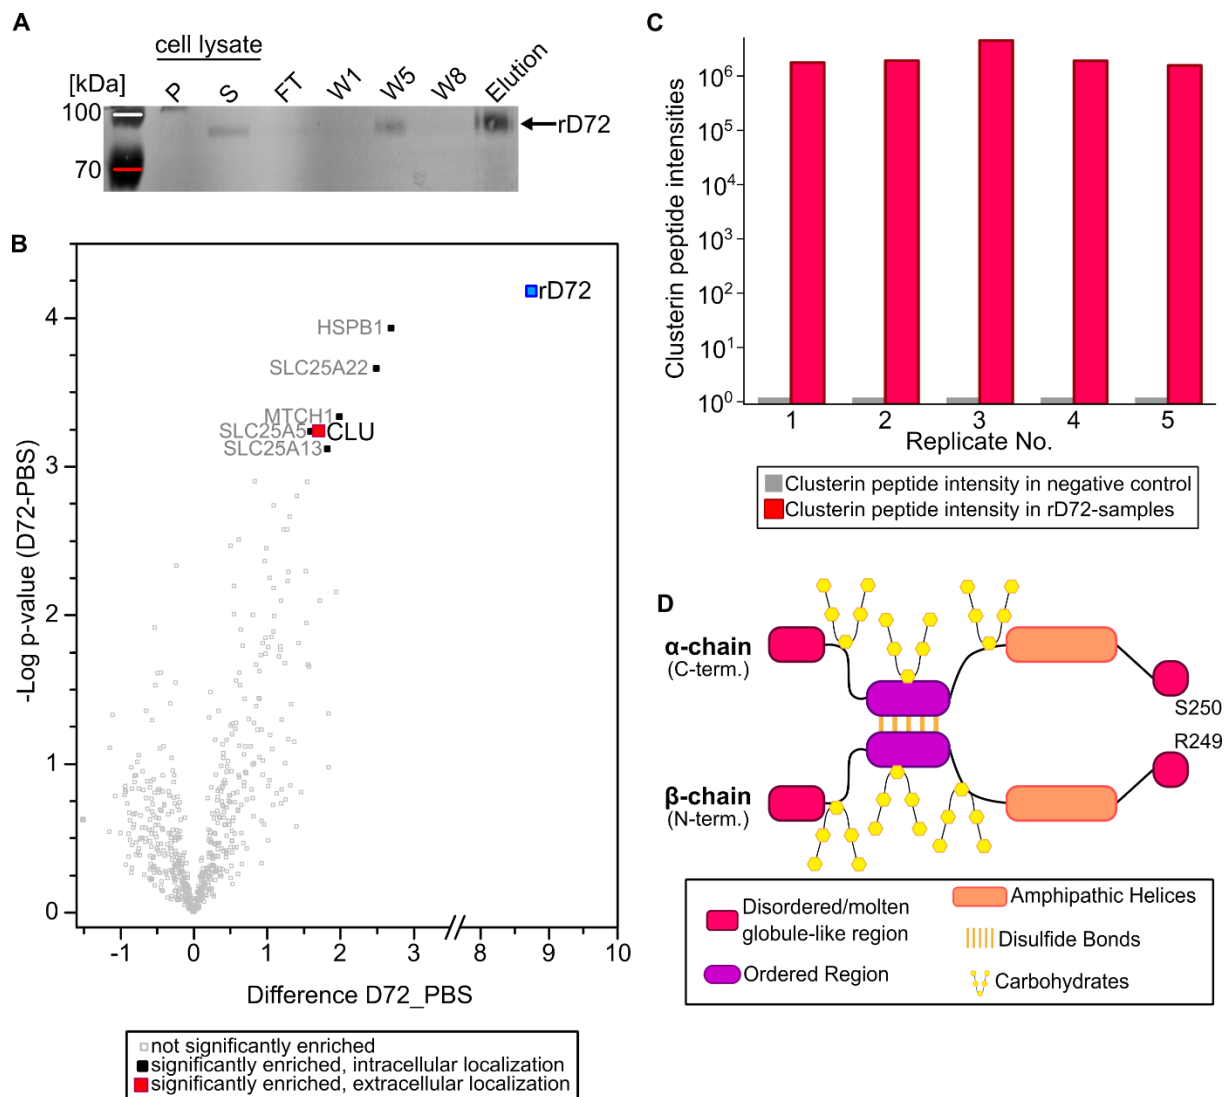 A
cell lysate
[kDa]
P
S
FT
W1
W5
W8
Elution
100
70
rD72
B
-Log p-value (D72-PBS)
4
3
2
1
0
rD72
HSPB1
SLC25A22
MTCH1
SLC25A5
CLU
SLC25A13
-1
0
1
2
3
8
9
10
Difference D72_PBS
not significantly enriched
significantly enriched, intracellular localization
significantly enriched, extracellular localization
C
Clusterin peptide intensities
10⁶
10⁵
10⁴
10³
10²
10¹
10⁰
1
2
3
4
5
Replicate No.
Clusterin peptide intensity in negative control
Clusterin peptide intensity in rD72-samples
D
α-chain
(C-term.)
S250
R249
β-chain
(N-term.)
Disordered/molten
globule-like region
Ordered Region
Amphipathic Helices
Disulfide Bonds
Carbohydrates